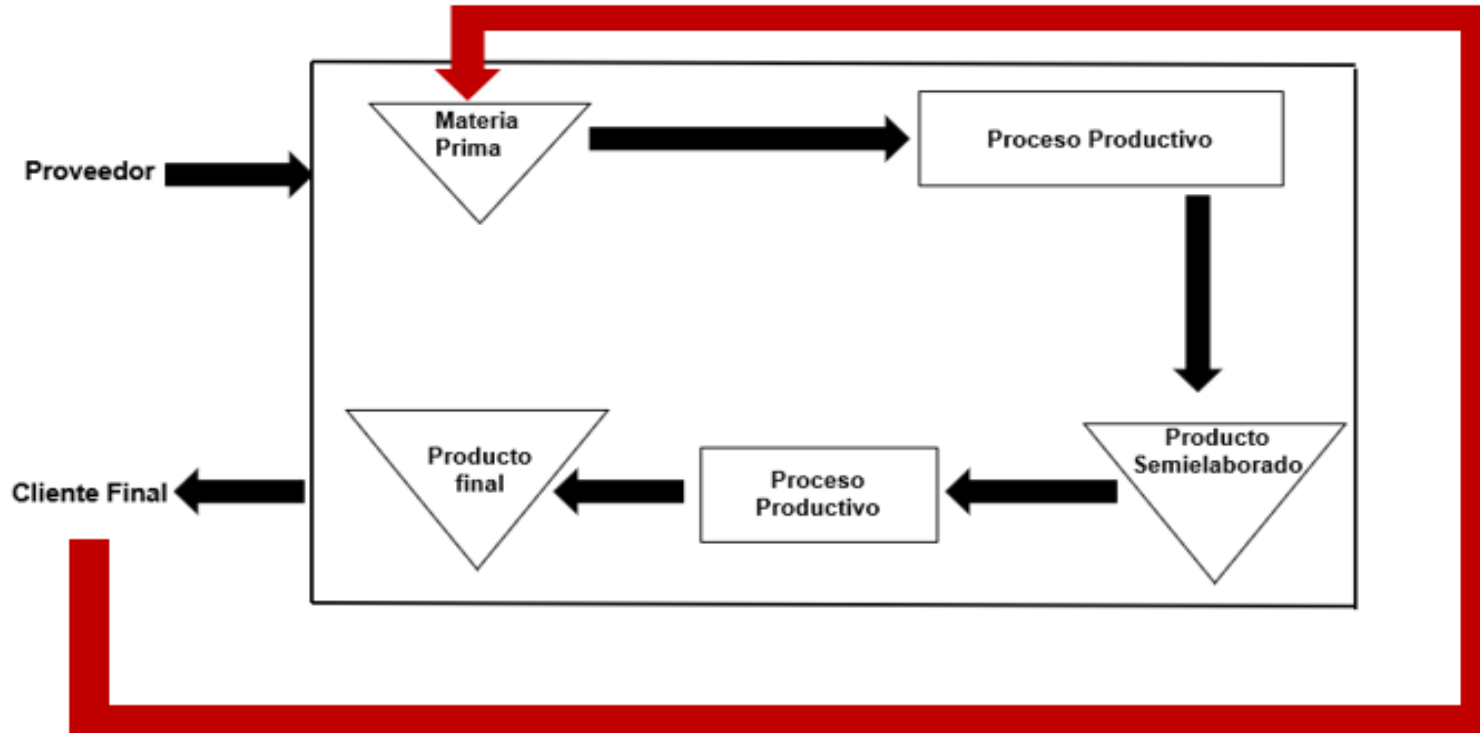 Materia
Prima
Proceso Productivo
Proveedor
Producto
Semielaborado
Proceso
Productivo
Producto
final
Cliente Final